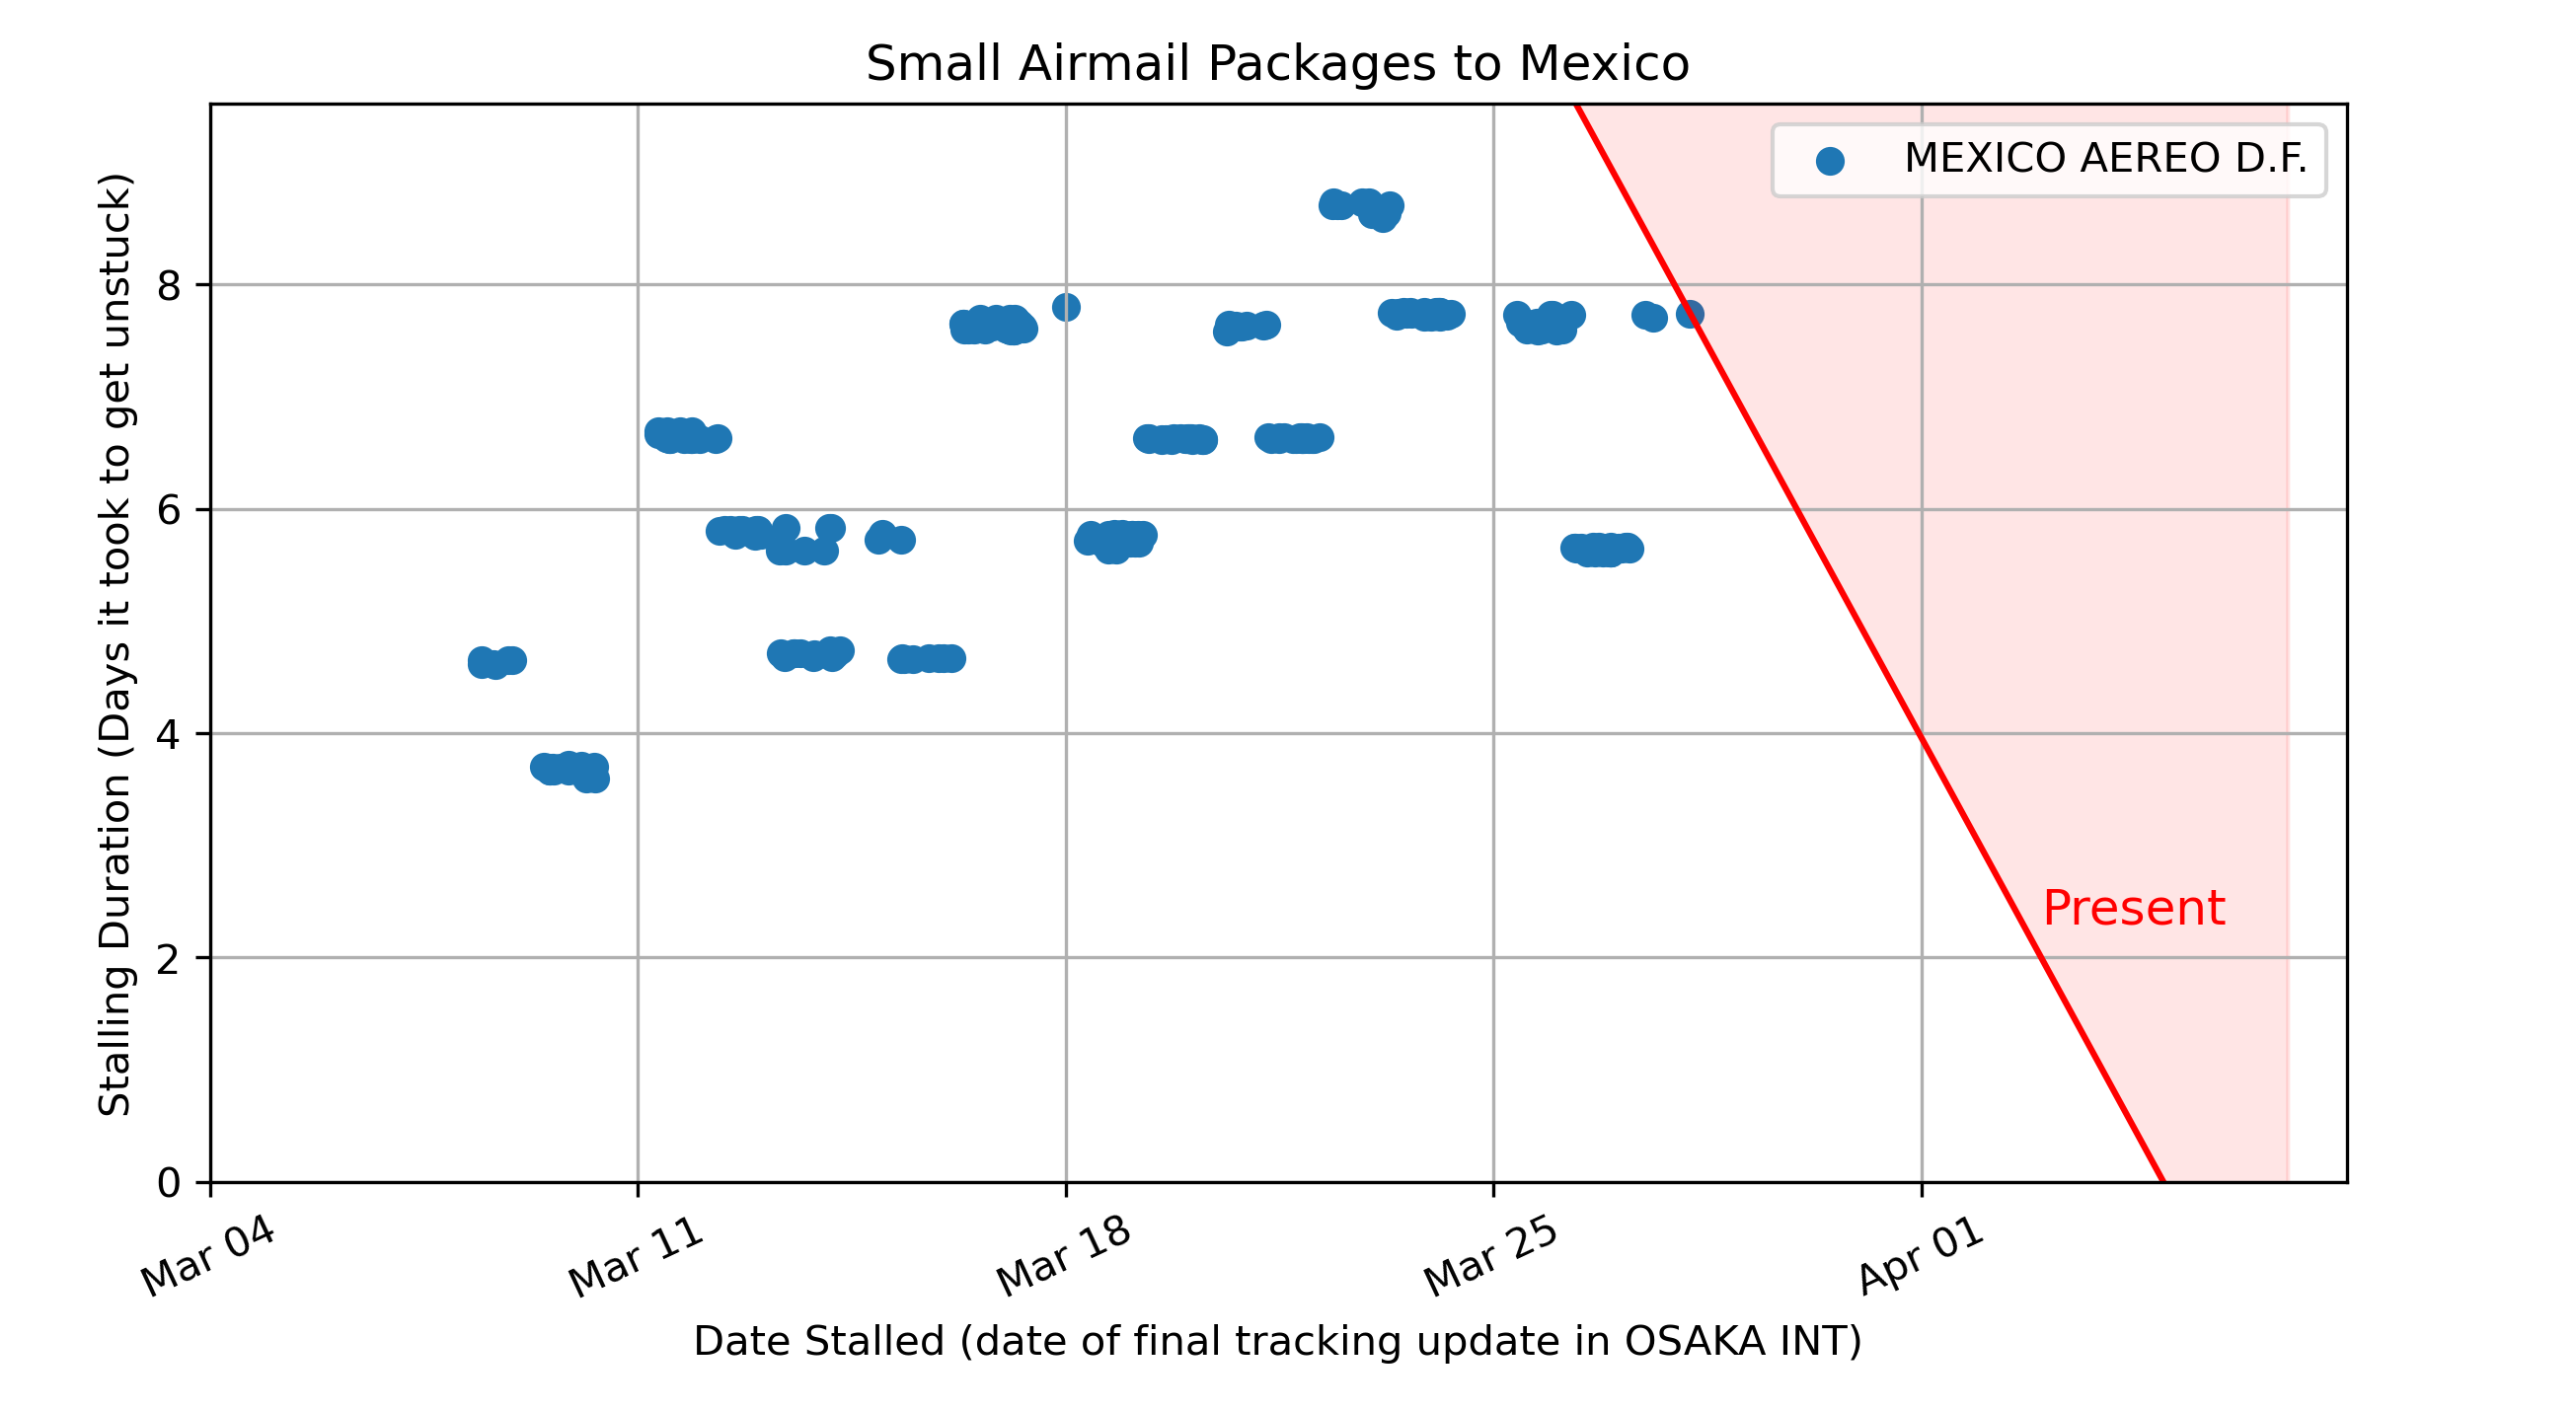 Small Airmail Packages to Mexico
MEXICO AEREO D.F.
Stalling Duration (Days it took to get unstuck)
8
6
4
2
0
Present
Mar 04
Mar 11
Mar 18
Mar 25
Apr 01
Date Stalled (date of final tracking update in OSAKA INT)